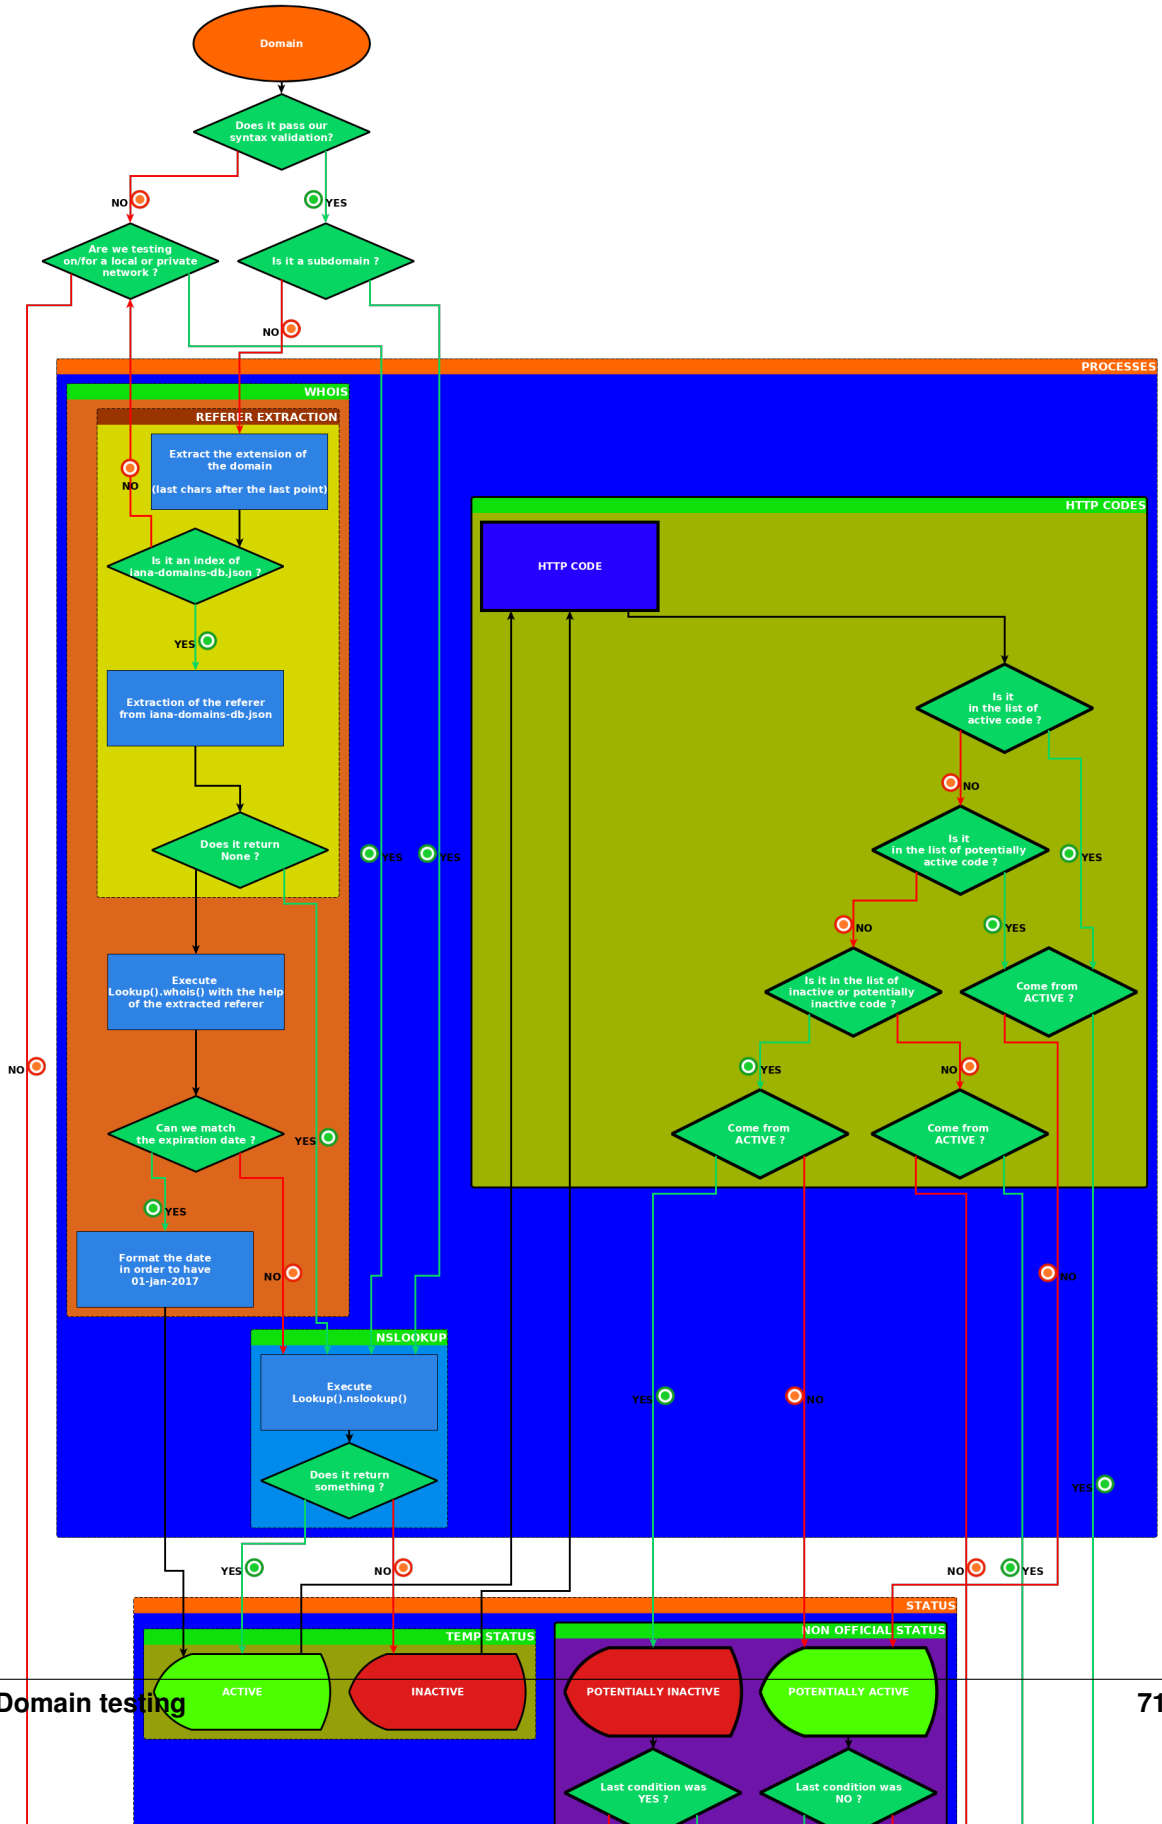 Domain
Does it pass our
syntax validation?
NO
YES
Are we testing
on/for a local or private
network ?
Is it a subdomain ?
NO
PROCESSES
WHOIS
REFERER EXTRACTION
Extract the extension of
the domain
(last chars after the last point)
NO
HTTP CODES
HTTP CODE
Is it an index of
iana-domains-db.json ?
YES
Extraction of the referer
from iana-domains-db.json
Is it
in the list of
active code ?
NO
Does it return
None ?
YES
YES
Is it
in the list of potentially
active code ?
YES
NO
YES
Execute
Lookup().whois() with the help
of the extracted referer
Is it in the list of
inactive or potentially
inactive code ?
Come from
ACTIVE ?
NO
YES
NO
Can we match
the expiration date ?
YES
Come from
ACTIVE ?
Come from
ACTIVE ?
YES
Format the date
in order to have
01-jan-2017
NO
NO
NSLOOKUP
Execute
Lookup().nslookup()
YES
NO
Does it return
something ?
YES
YES
NO
NO
YES
STATUS
TEMP STATUS
NON OFFICIAL STATUS
ACTIVE
INACTIVE
POTENTIALLY INACTIVE
POTENTIALLY ACTIVE
Domain testing
71
Last condition was
YES ?
Last condition was
NO ?